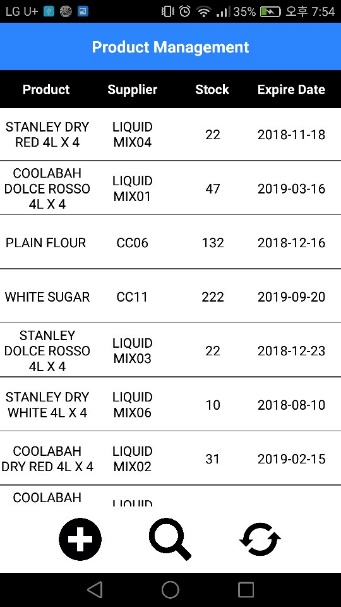 LG U+ 35% 오후 7:54
Product Management
Product Supplier Stock Expire Date
STANLEY DRY RED 4L X 4 LIQUID MIX04 22 2018-11-18
COOLABAH DOLCE ROSSO 4L X 4 LIQUID MIX01 47 2019-03-16
PLAIN FLOUR CC06 132 2018-12-16
WHITE SUGAR CC11 222 2019-09-20
STANLEY DOLCE ROSSO 4L X 4 LIQUID MIX03 22 2018-12-23
STANLEY DRY WHITE 4L X 4 LIQUID MIX06 10 2018-08-10
COOLABAH DRY RED 4L X 4 LIQUID MIX02 31 2019-02-15
COOLABAH LIQUID